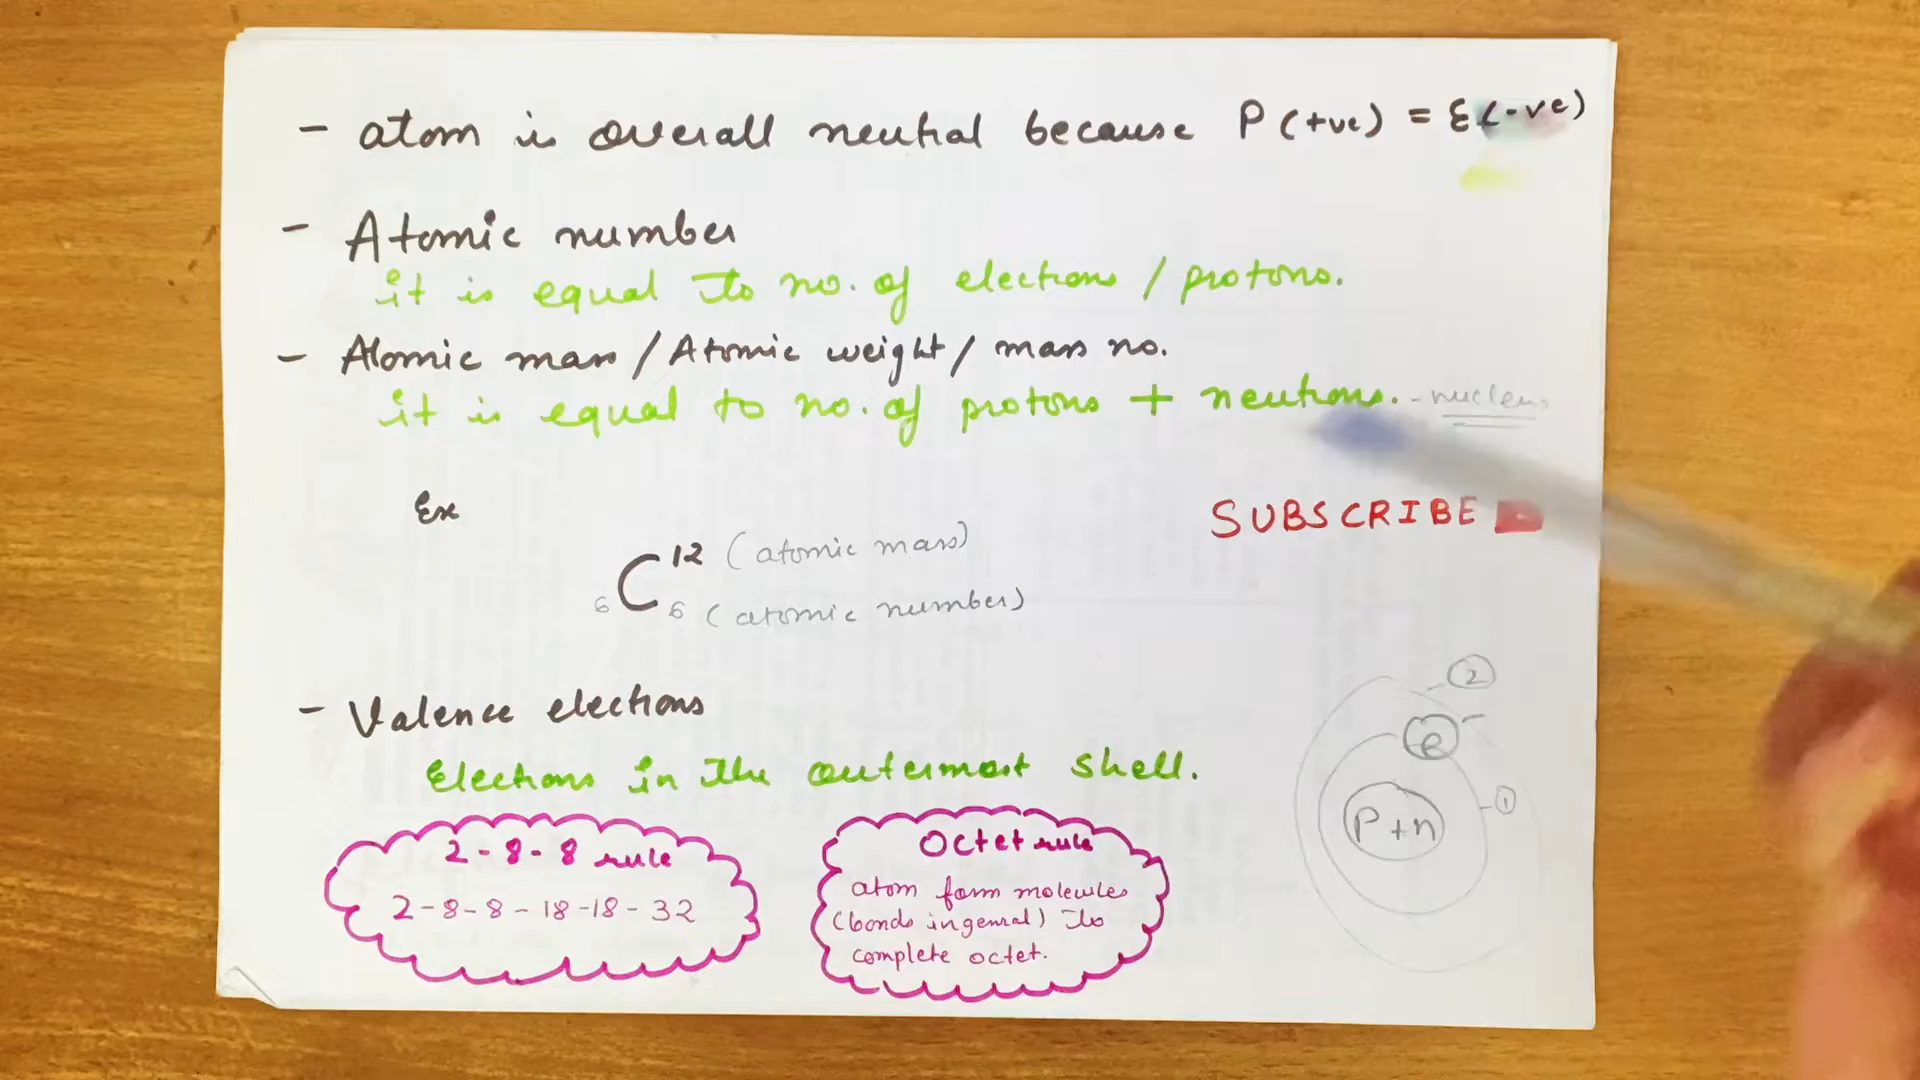 - atom is overall neutral because P(+ve) = E(-ve)
- Atomic number
it is equal to no. of electrons / protons.
- Atomic mass / Atomic weight / mass no.
it is equal to no. of protons + neutrons. - nucleus
Ex
SUBSCRIBE
6 C 12 (atomic mass)
6 (atomic number)
- Valence electrons
Electrons in the outermost shell.
2-8-8 rule
2-8-8-18-18-32
Octet rule
atom form molecules
(bonds in genral) to
complete octet.
2
e
1
P+n